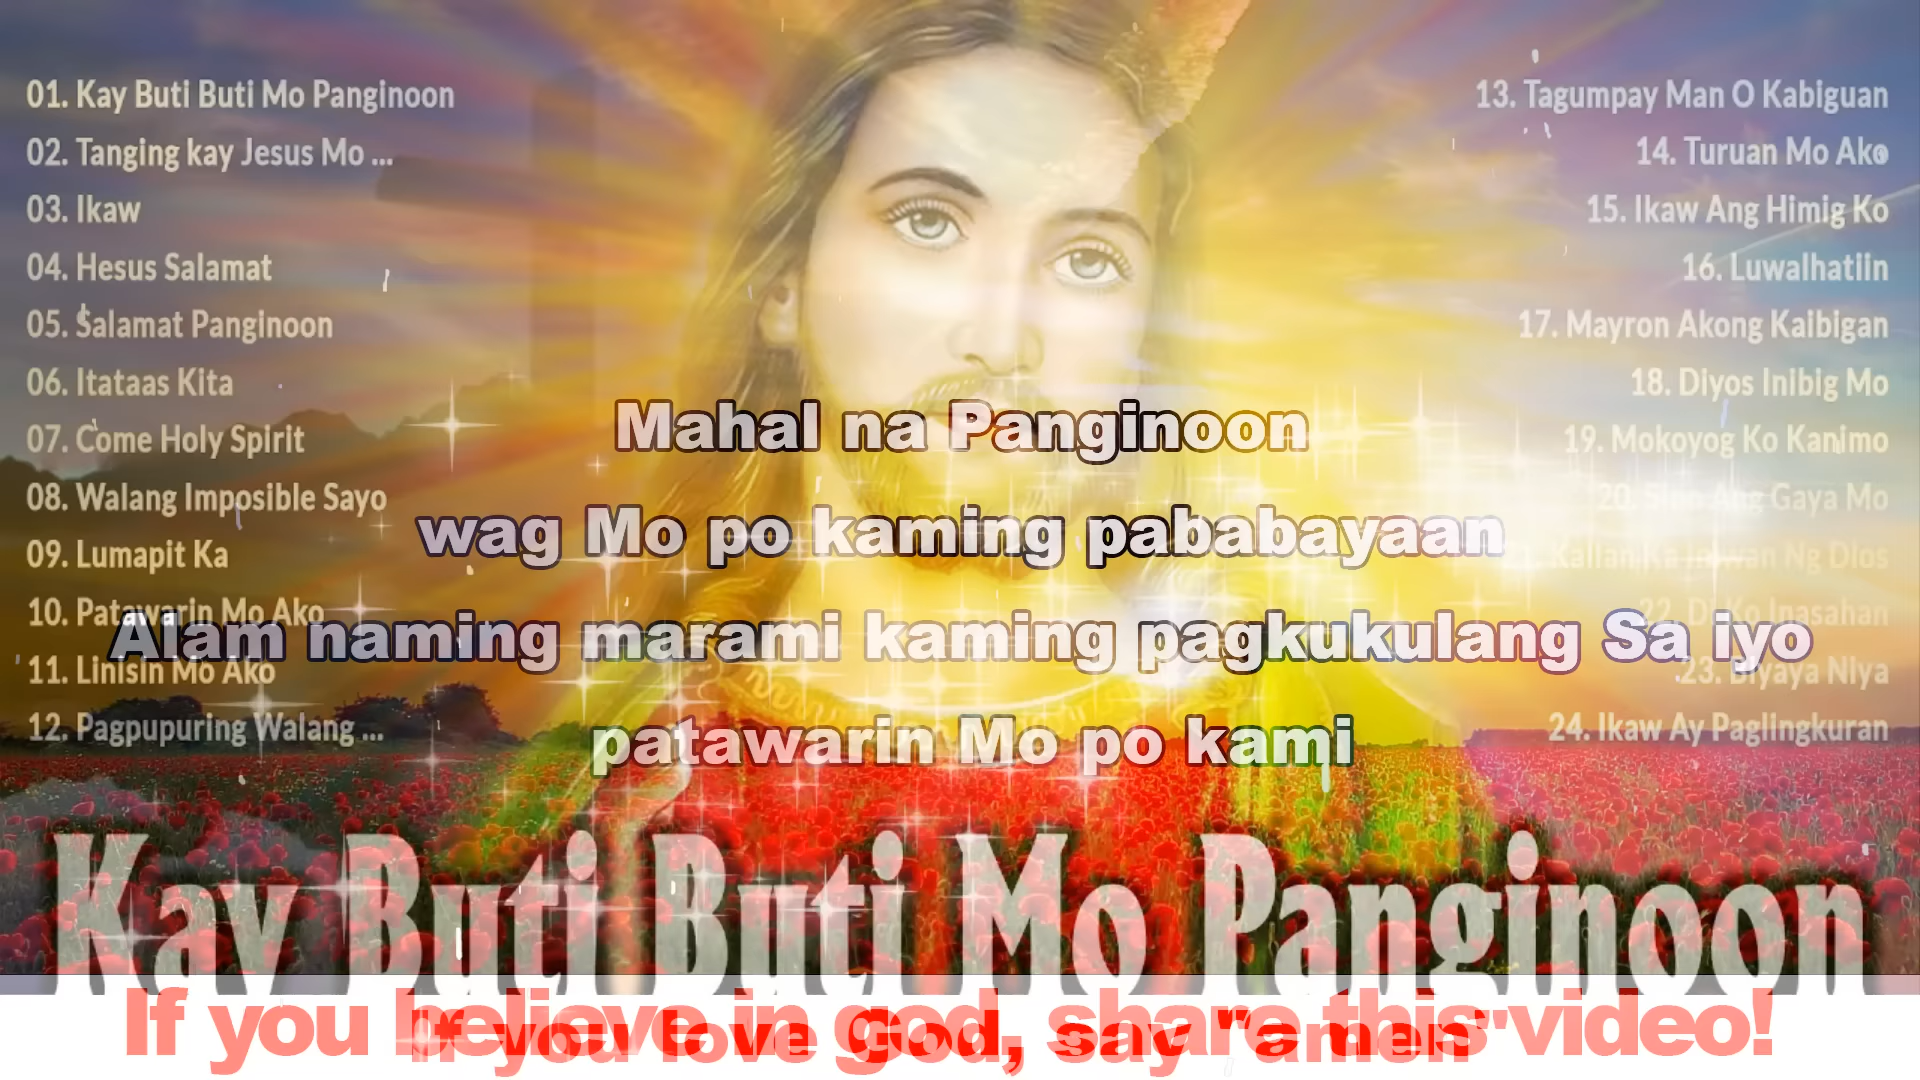 01. Kay Buti Buti Mo Panginoon
02. Tanging kay Jesus Mo ...
03. Ikaw
04. Hesus Salamat
05. Salamat Panginoon
06. Itataas Kita
07. Come Holy Spirit
08. Walang Imposible Sayo
09. Lumapit Ka
10. Patawarin Mo Ako
11. Linisin Mo Ako
12. Pagpupuring Walang ...
13. Tagumpay Man O Kabiguan
14. Turuan Mo Ako
15. Ikaw Ang Himig Ko
16. Luwalhatiin
17. Mayron Akong Kaibigan
18. Diyos Inibig Mo
19. Mokoyog Ko Kanimo
20. Ang Gaya Mo
Ka Ng Dios
22. Di Ko Inasahan
23. Biyaya Niya
24. Ikaw Ay Paglingkuran
Mahal na Panginoon
wag Mo po kaming pababayaan
Alam naming marami kaming pagkukulang Sa iyo
patawarin Mo po kami
Kay Buti Buti Mo Panginoon
If you believe in god, share this video!
If you love God, say "amen"